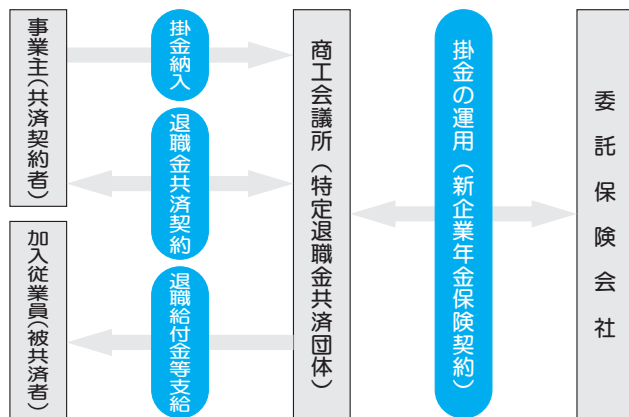 事業主(共済契約者)
加入従業員(被共済者)
掛金納入
退職金共済契約
退職給付金等支給
商工会議所(特定退職金共済団体)
掛金の運用(新企業年金保険契約)
委託保険会社